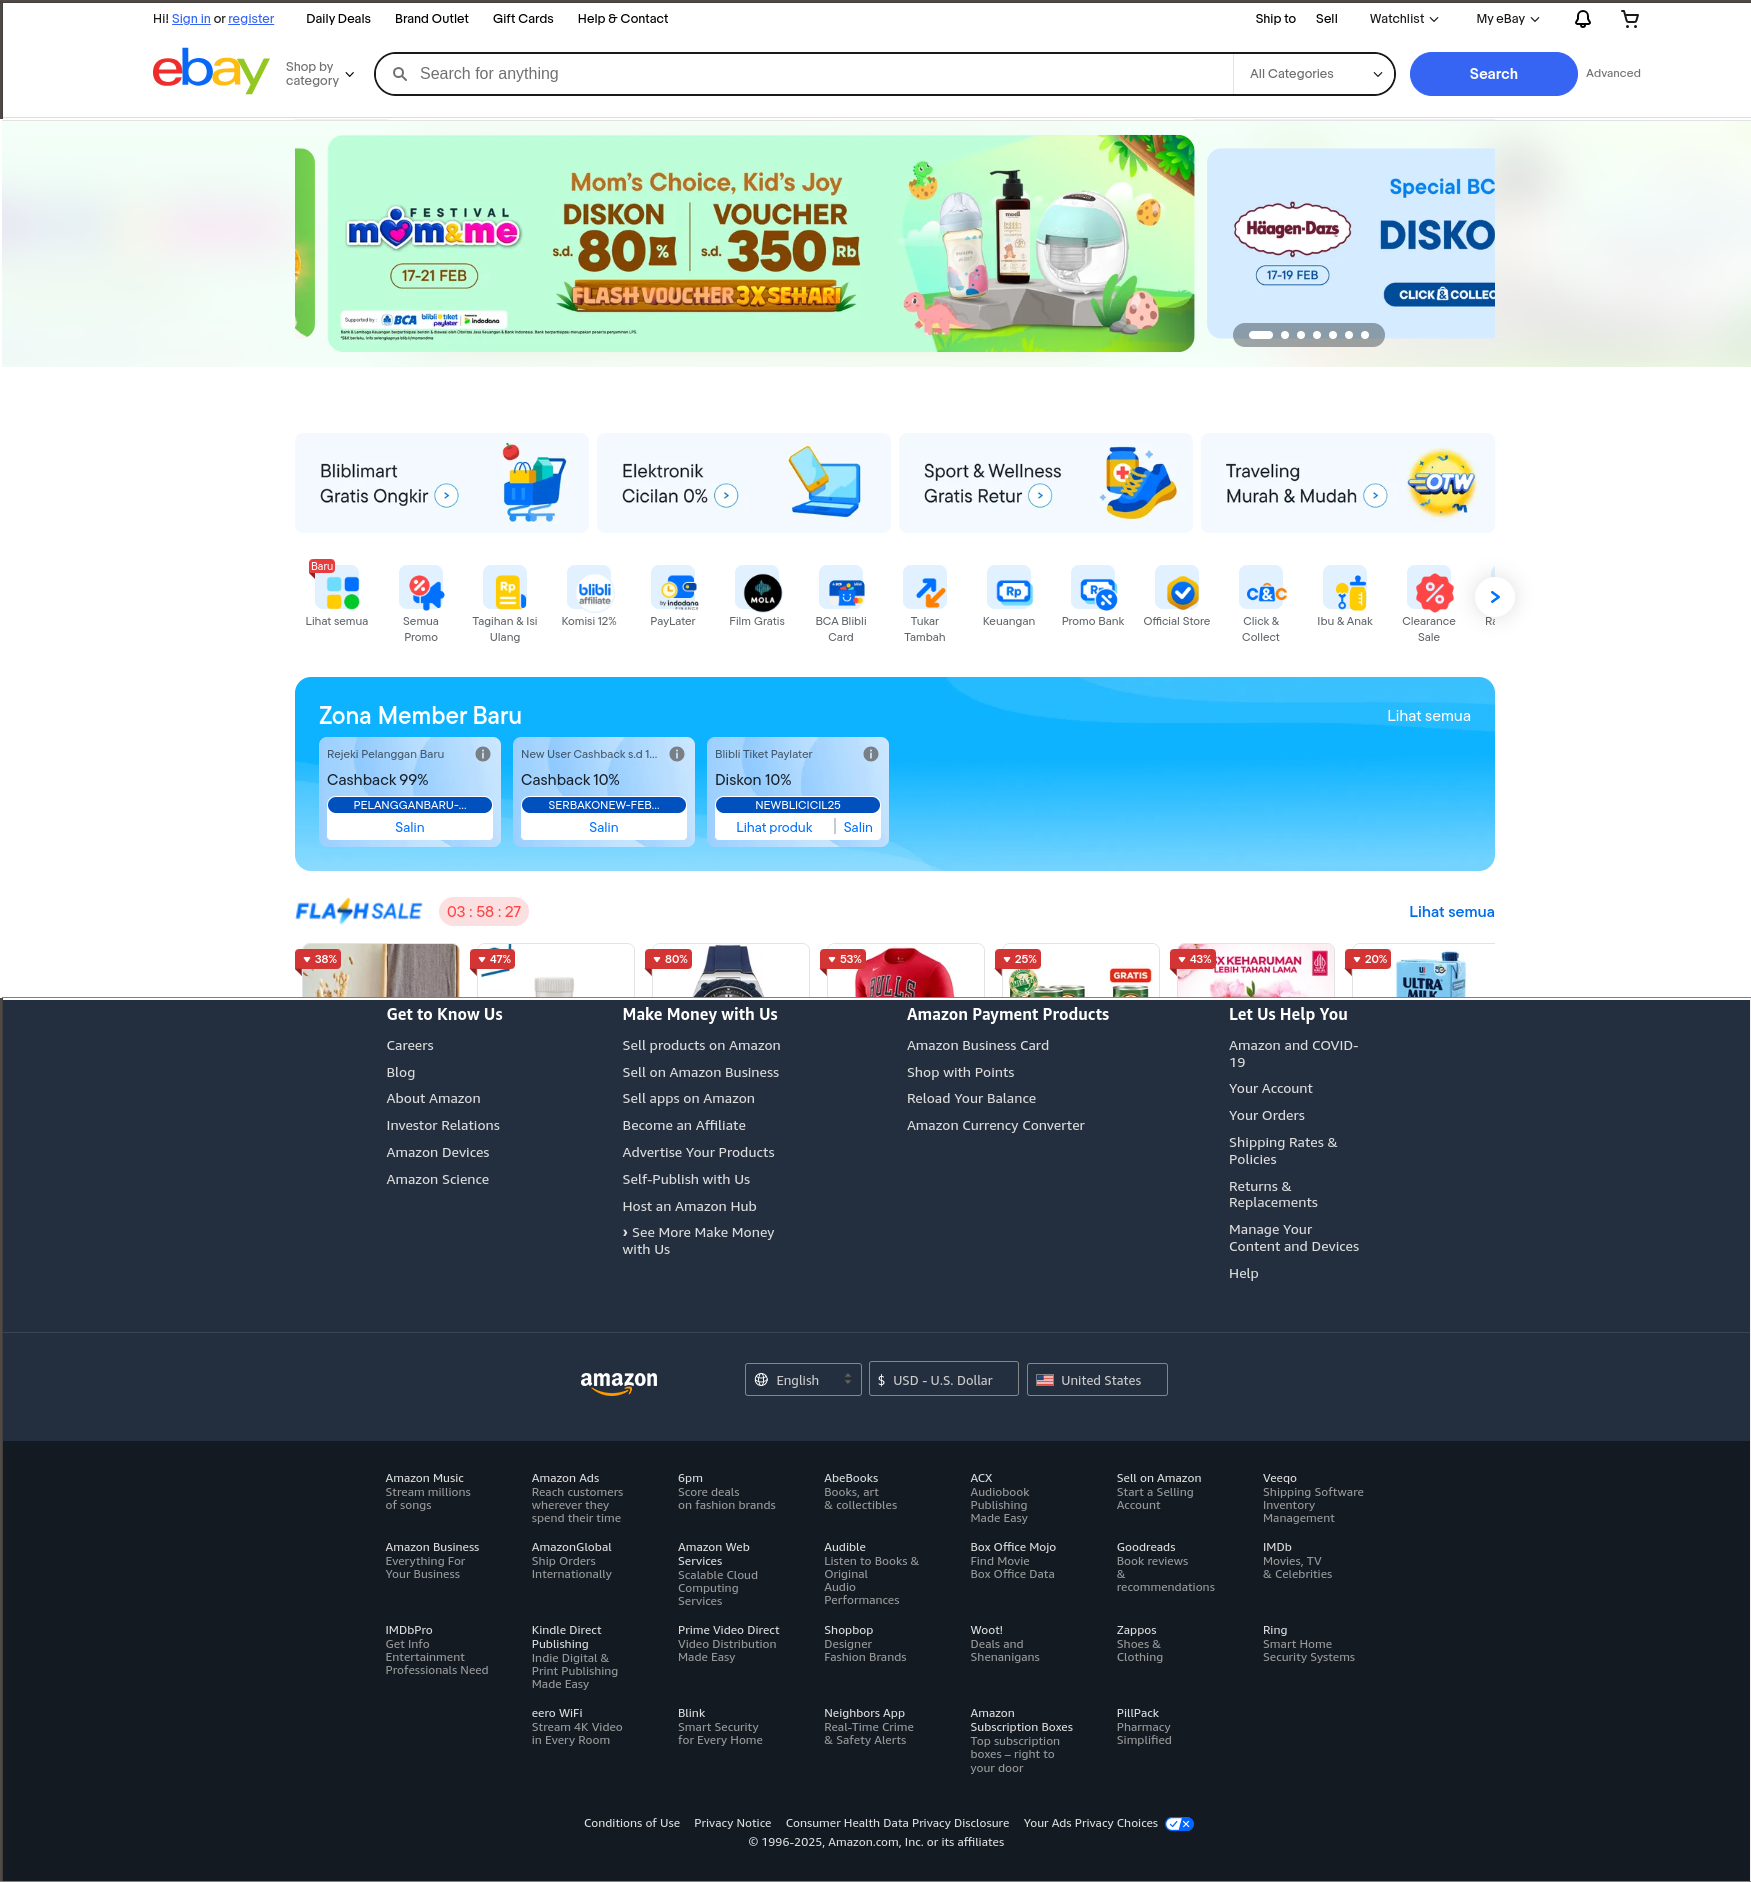 Hi! Sign in or register
Daily Deals
Brand Outlet
Gift Cards
Help & Contact
Ship to
Sell
Watchlist
My eBay
ebay
Shop by
category
Search for anything
All Categories
Search
Advanced
FESTIVAL
mom&me
17-21 FEB
Mom's Choice, Kid's Joy
DISKON
s.d. 80%
VOUCHER
s.d. 350 Rb
FLASH VOUCHER 3X SEHARI
Supported by:
BCA
blibli tiket
paylater
indodana
Special BC
Häagen-Dazs
DISKO
17-19 FEB
CLICK & COLLEC
Bliblimart
Gratis Ongkir
Elektronik
Cicilan 0%
Sport & Wellness
Gratis Retur
Traveling
Murah & Mudah
OTW
Baru
Lihat semua
Semua
Promo
Rp
Tagihan & Isi
Ulang
blibli
affiliate
Komisi 12%
by indodana
FINANCE
PayLater
MOLA
Film Gratis
BCA Blibli
Card
Tukar
Tambah
Rp
Keuangan
Rp
Promo Bank
Official Store
C&C
Click &
Collect
Ibu & Anak
Clearance
Sale
Ra
Zona Member Baru
Lihat semua
Rejeki Pelanggan Baru
Cashback 99%
PELANGGANBARU-...
Salin
New User Cashback s.d 1...
Cashback 10%
SERBAKONEW-FEB...
Salin
Blibli Tiket Paylater
Diskon 10%
NEWBLICICIL25
Lihat produk
Salin
FLASH SALE
03 : 58 : 27
Lihat semua
38%
47%
80%
53%
BULLS
25%
GRATIS
43%
X KEHARUMAN
LEBIH TAHAN LAMA
20%
ULTRA
MILK
Get to Know Us
Careers
Blog
About Amazon
Investor Relations
Amazon Devices
Amazon Science
Make Money with Us
Sell products on Amazon
Sell on Amazon Business
Sell apps on Amazon
Become an Affiliate
Advertise Your Products
Self-Publish with Us
Host an Amazon Hub
› See More Make Money
with Us
Amazon Payment Products
Amazon Business Card
Shop with Points
Reload Your Balance
Amazon Currency Converter
Let Us Help You
Amazon and COVID-
19
Your Account
Your Orders
Shipping Rates &
Policies
Returns &
Replacements
Manage Your
Content and Devices
Help
amazon
English
$ USD - U.S. Dollar
United States
Amazon Music
Stream millions
of songs
Amazon Ads
Reach customers
wherever they
spend their time
6pm
Score deals
on fashion brands
AbeBooks
Books, art
& collectibles
ACX
Audiobook
Publishing
Made Easy
Sell on Amazon
Start a Selling
Account
Veeqo
Shipping Software
Inventory
Management
Amazon Business
Everything For
Your Business
AmazonGlobal
Ship Orders
Internationally
Amazon Web
Services
Scalable Cloud
Computing
Services
Audible
Listen to Books &
Original
Audio
Performances
Box Office Mojo
Find Movie
Box Office Data
Goodreads
Book reviews
&
recommendations
IMDb
Movies, TV
& Celebrities
IMDbPro
Get Info
Entertainment
Professionals Need
Kindle Direct
Publishing
Indie Digital &
Print Publishing
Made Easy
Prime Video Direct
Video Distribution
Made Easy
Shopbop
Designer
Fashion Brands
Woot!
Deals and
Shenanigans
Zappos
Shoes &
Clothing
Ring
Smart Home
Security Systems
eero WiFi
Stream 4K Video
in Every Room
Blink
Smart Security
for Every Home
Neighbors App
Real-Time Crime
& Safety Alerts
Amazon
Subscription Boxes
Top subscription
boxes – right to
your door
PillPack
Pharmacy
Simplified
Conditions of Use
Privacy Notice
Consumer Health Data Privacy Disclosure
Your Ads Privacy Choices
© 1996-2025, Amazon.com, Inc. or its affiliates